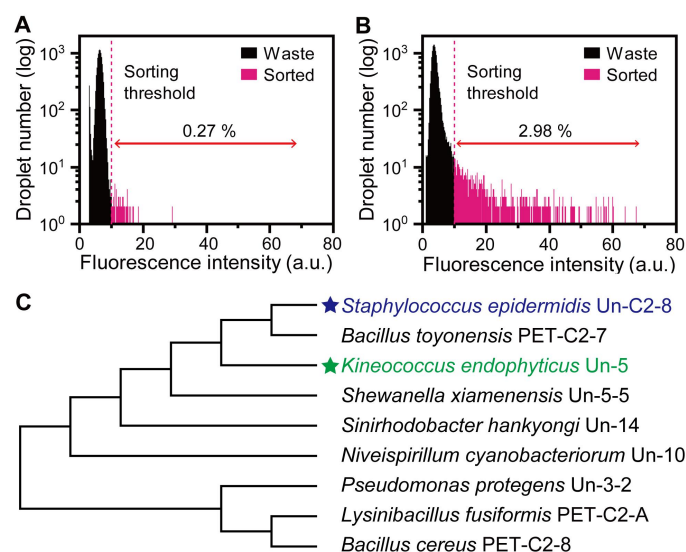 A
Droplet number (log)
10³
10²
10¹
10⁰
Waste
Sorted
Sorting
threshold
0.27 %
0
20
40
60
80
Fluorescence intensity (a.u.)
B
Droplet number (log)
10³
10²
10¹
10⁰
Waste
Sorted
Sorting
threshold
2.98 %
0
20
40
60
80
Fluorescence intensity (a.u.)
C
Staphylococcus epidermidis Un-C2-8
Bacillus toyonensis PET-C2-7
Kineococcus endophyticus Un-5
Shewanella xiamenensis Un-5-5
Sinirhodobacter hankyongi Un-14
Niveispirillum cyanobacteriorum Un-10
Pseudomonas protegens Un-3-2
Lysinibacillus fusiformis PET-C2-A
Bacillus cereus PET-C2-8